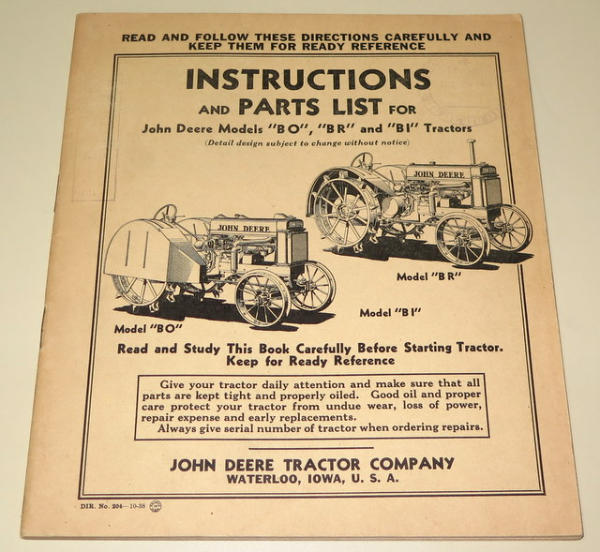 READ AND FOLLOW THESE DIRECTIONS CAREFULLY AND
KEEP THEM FOR READY REFERENCE
INSTRUCTIONS
AND PARTS LIST FOR
John Deere Models "BO", "BR" and "BI" Tractors
(Detail design subject to change without notice)
JOHN DEERE
JOHN DEERE
Model "BR"
Model "BI"
Model "BO"
Read and Study This Book Carefully Before Starting Tractor.
Keep for Ready Reference
Give your tractor daily attention and make sure that all
parts are kept tight and properly oiled. Good oil and proper
care protect your tractor from undue wear, loss of power,
repair expense and early replacements.
Always give serial number of tractor when ordering repairs.
JOHN DEERE TRACTOR COMPANY
WATERLOO, IOWA, U. S. A.
DIR. No. 204—10-38